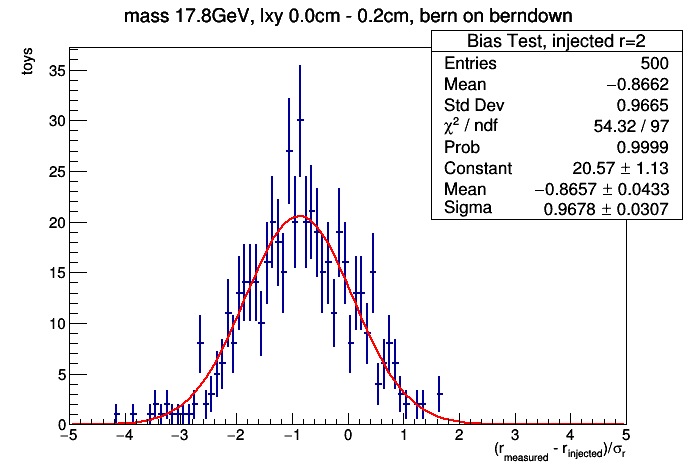 mass 17.8GeV, lxy 0.0cm - 0.2cm, bern on berndown
Bias Test, injected r=2
Entries 500
Mean −0.8662
Std Dev 0.9665
χ² / ndf 54.32 / 97
Prob 0.9999
Constant 20.57 ± 1.13
Mean −0.8657 ± 0.0433
Sigma 0.9678 ± 0.0307
toys
35
30
25
20
15
10
5
0
−5 −4 −3 −2 −1 0 1 2 3 4 5
(r_measured - r_injected)/σ_r